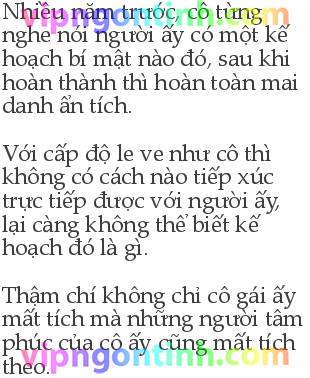 Nhiều năm trước, cô từng
nghe nói người ấy có một kế
hoạch bí mật nào đó, sau khi
hoàn thành thì hoàn toàn mai
danh ẩn tích.
Với cấp độ le ve như cô thì
không có cách nào tiếp xúc
trực tiếp được với người ấy,
lại càng không thể biết kế
hoạch đó là gì.
Thậm chí không chỉ cô gái ấy
mất tích mà những người tâm
phúc của cô ấy cũng mất tích
theo.
vipngontinh.com
vipngontinh.com